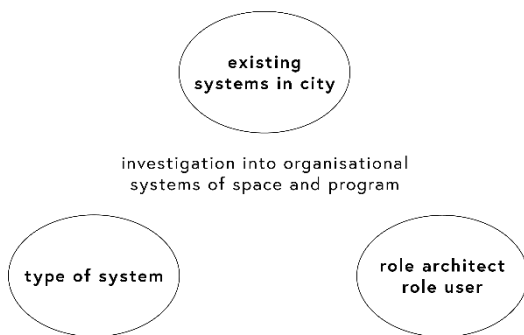 existing
systems in city
investigation into organisational
systems of space and program
type of system
role architect
role user